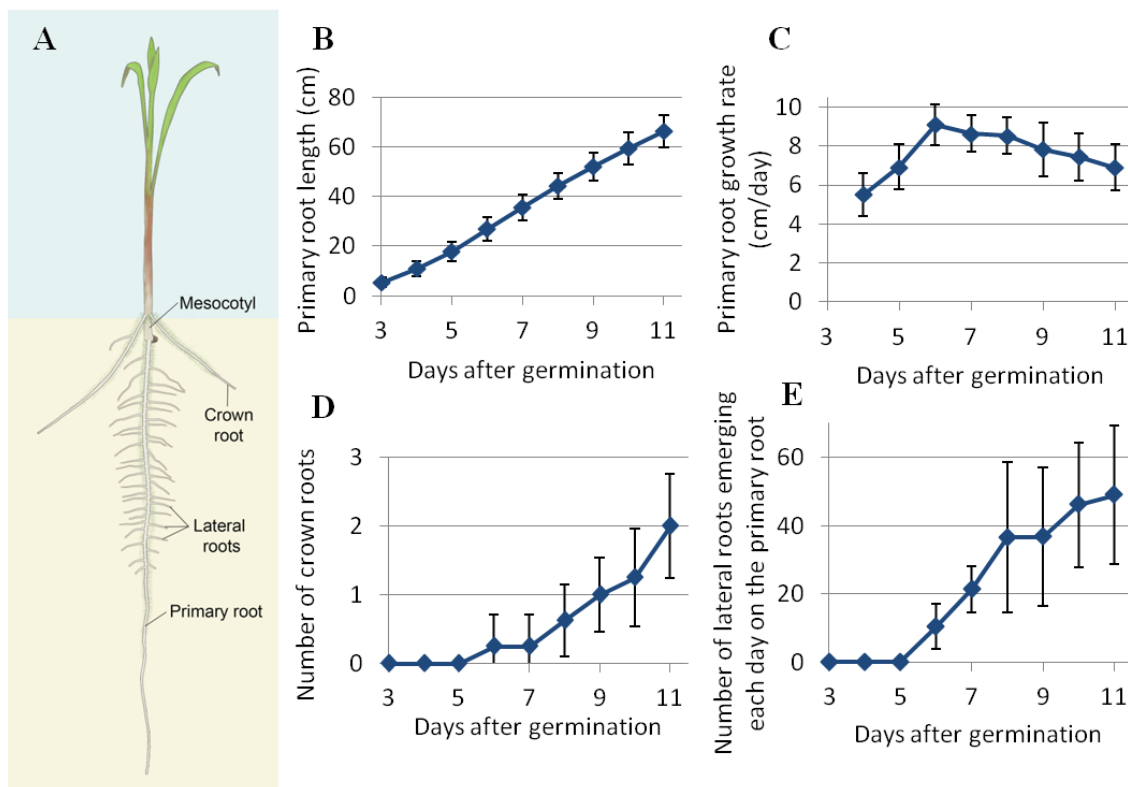 A
Mesocotyl
Crown
root
Lateral
roots
Primary root
B
Primary root length (cm)
80
60
40
20
0
3 5 7 9 11
Days after germination
C
Primary root growth rate
(cm/day)
10
8
6
4
2
0
3 5 7 9 11
Days after germination
D
Number of crown roots
3
2
1
0
3 5 7 9 11
Days after germination
E
Number of lateral roots emerging
each day on the primary root
60
40
20
0
3 5 7 9 11
Days after germination